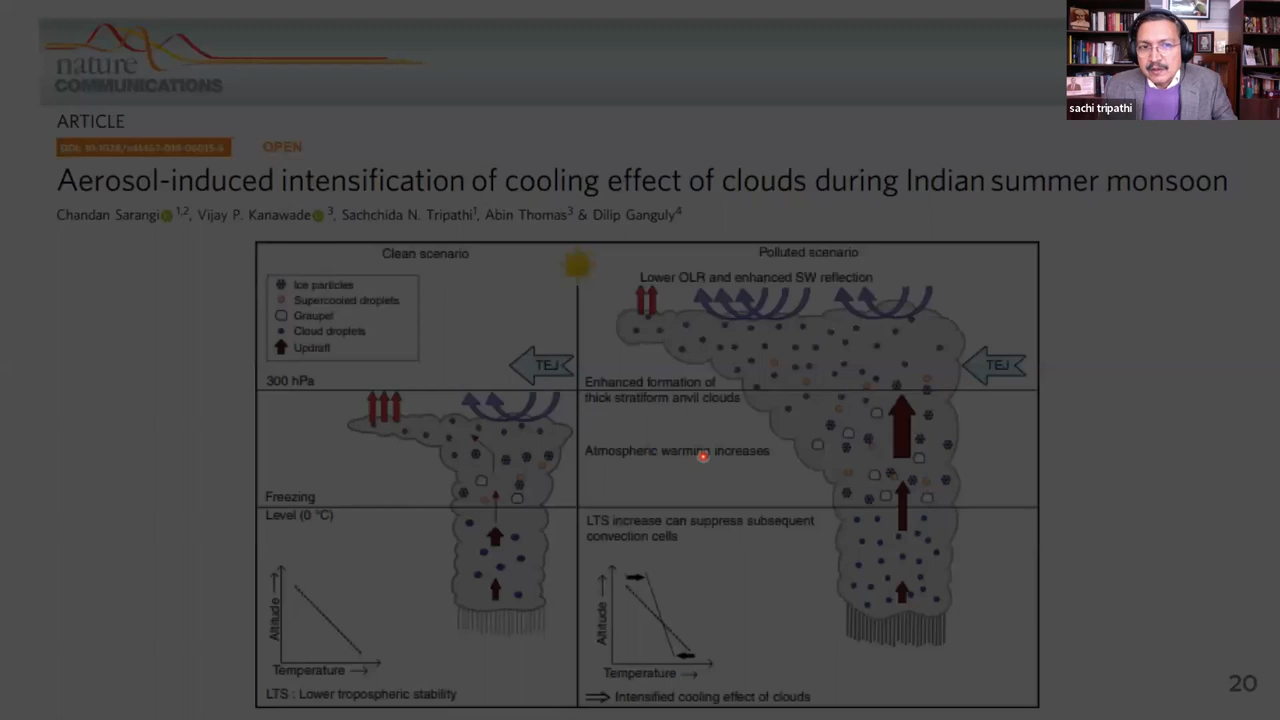 nature
COMMUNICATIONS
sachi tripathi
ARTICLE
OPEN
Aerosol-induced intensification of cooling effect of clouds during Indian summer monsoon
Chandan Sarangi 1,2, Vijay P. Kanawade 3, Sachchida N. Tripathi1, Abin Thomas3 & Dilip Ganguly4
Clean scenario
Polluted scenario
Lower OLR and enhanced SW reflection
Ice particles
Supercooled droplets
Graupel
Cloud droplets
Updraft
TEJ
TEJ
300 hPa
Enhanced formation of
thick stratiform anvil clouds
Atmospheric warming increases
Freezing
Level (0 °C)
LTS increase can suppress subsequent
convection cells
Altitude
Temperature
Altitude
Temperature
LTS : Lower tropospheric stability
Intensified cooling effect of clouds
20